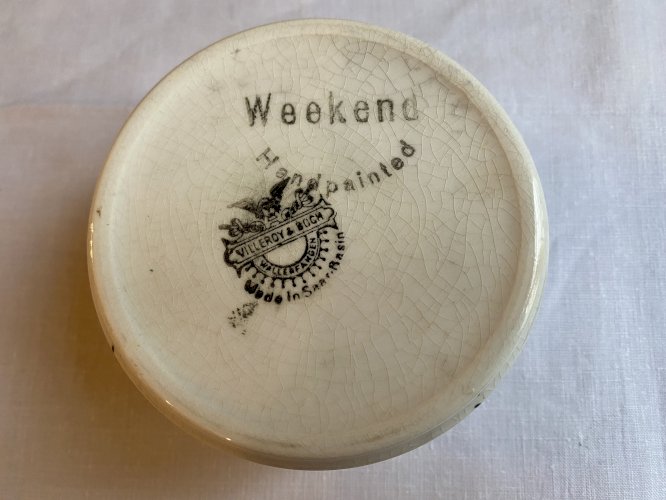 Weekend
Handpainted
VILLEROY & BOCH
WALLERFANGEN
Made In Saar-Basin